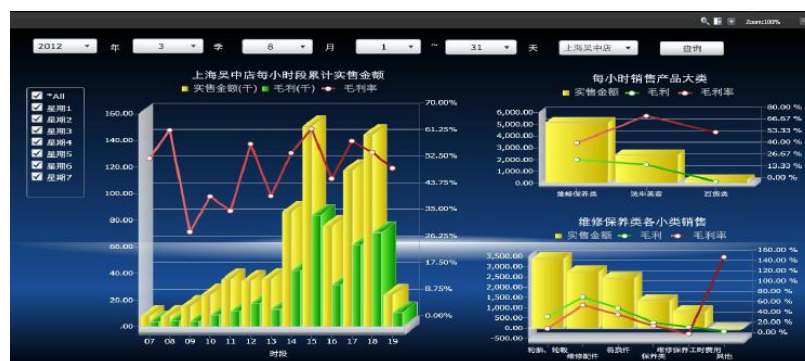 Zoom:100%
2012 年 3 季 8 月 1 ~ 31 天 上海吴中店 查询
*All
星期1
星期2
星期3
星期4
星期5
星期6
星期7
上海吴中店每小时段累计实售金额
实售金额(千) 毛利(千) 毛利率
160.00
140.00
120.00
100.00
80.00
60.00
40.00
20.00
.00
70.00%
61.25%
52.50%
43.75%
35.00%
26.25%
17.50%
8.75%
0.00%
07 08 09 10 11 12 13 14 15 16 17 18 19
时段
每小时销售产品大类
实售金额 毛利 毛利率
6,000.00
5,000.00
4,000.00
3,000.00
2,000.00
1,000.00
0.00
80.00 %
66.67 %
53.33 %
40.00 %
26.67 %
13.33 %
0.00 %
维修保养类 洗车美容 百货类
维修保养类各小类销售
实售金额 毛利 毛利率
3,500.00
3,000.00
2,500.00
2,000.00
1,500.00
1,000.00
500.00
0.00
-500.00
160.00 %
140.00 %
120.00 %
100.00 %
80.00 %
60.00 %
40.00 %
20.00 %
0.00 %
轮胎、轮毂 易损件 维修保养工时费用
维修配件 保养类 其他